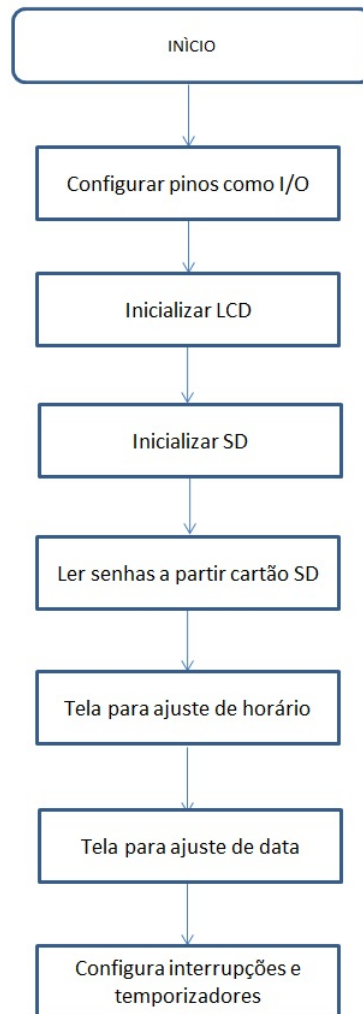 INÌCIO
Configurar pinos como I/O
Inicializar LCD
Inicializar SD
Ler senhas a partir cartão SD
Tela para ajuste de horário
Tela para ajuste de data
Configura interrupções e
temporizadores